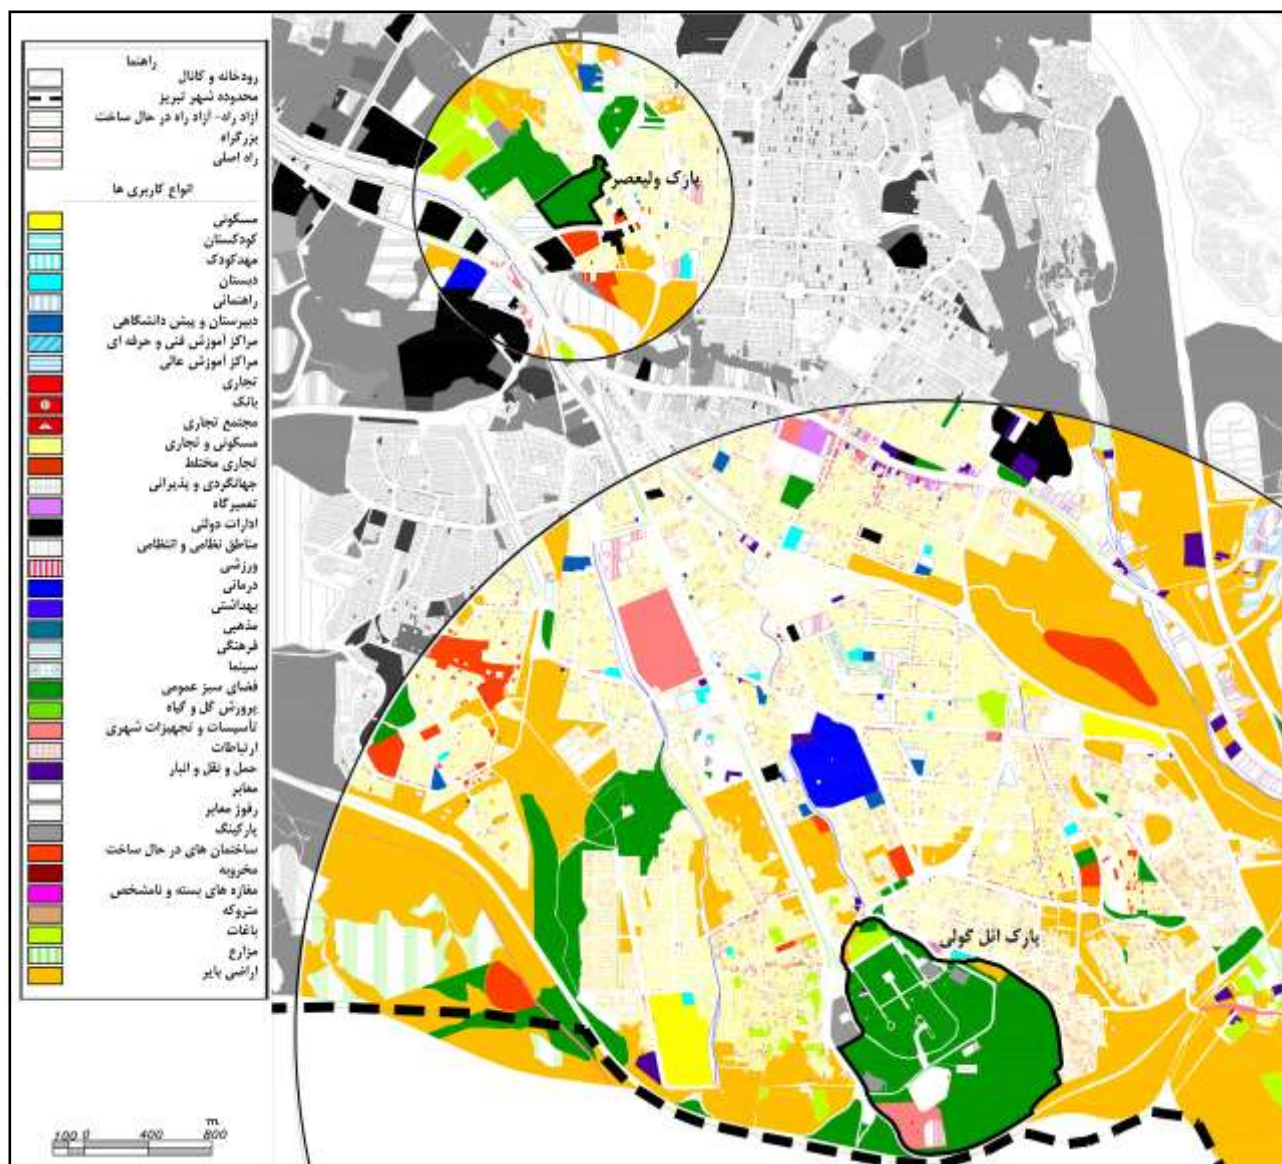 راهنما
رودخانه و کانال
محدوده شهر تبریز
آزاد راه- آزاد راه در حال ساخت
بزرگراه
راه اصلی
انواع کاربری ها
مسکونی
کودکستان
مهدکودک
دبستان
راهنمائی
دبیرستان و پیش دانشگاهی
مراکز آموزش فنی و حرفه ای
مراکز آموزش عالی
تجاری
بانک
مجتمع تجاری
مسکونی و تجاری
تجاری مختلط
جهانگردی و پذیرائی
تعمیرگاه
ادارات دولتی
مناطق نظامی و انتظامی
ورزشی
درمانی
بهداشتی
مذهبی
فرهنگی
سینما
فضای سبز عمومی
پرورش گل و گیاه
تأسیسات و تجهیزات شهری
ارتباطات
حمل و نقل و انبار
معابر
رفوژ معابر
پارکینگ
ساختمان های در حال ساخت
مخروبه
مغازه های بسته و نامشخص
متروکه
باغات
مزارع
اراضی بایر
پارک ولیعصر
پارک ائل گولی
m
100 0 400 800